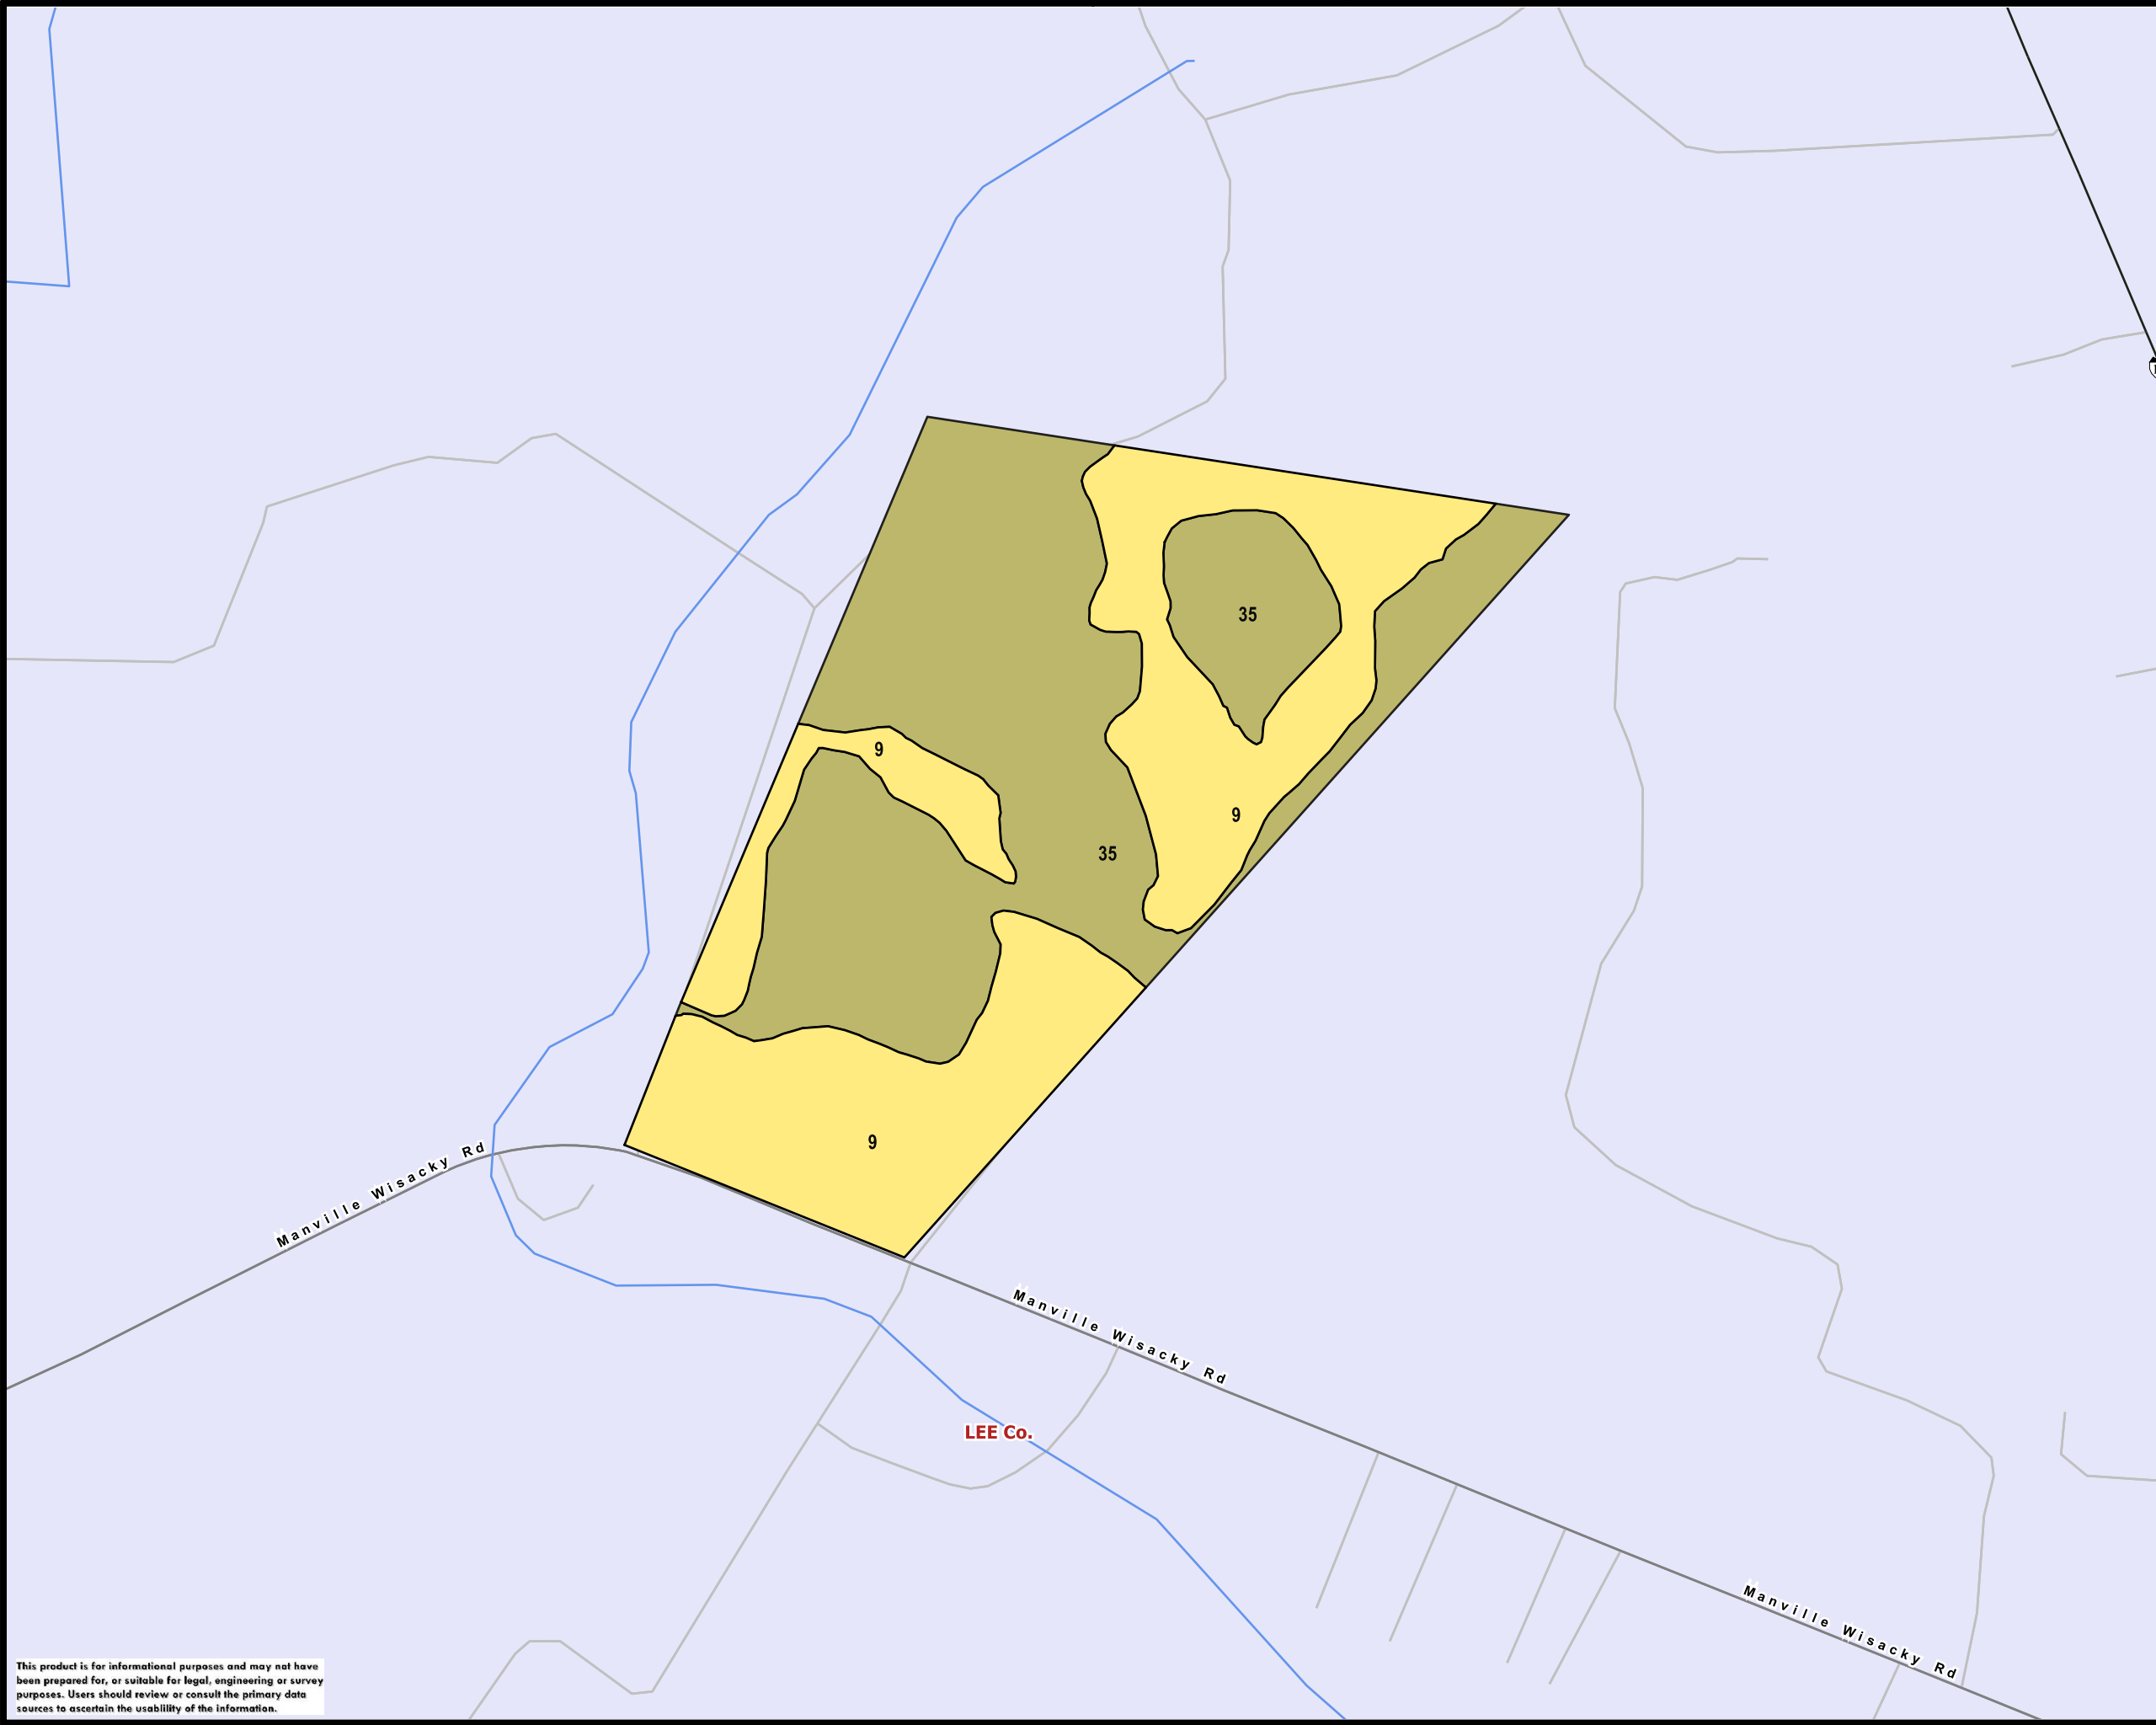 35
9
9
35
9
Manville Wisacky Rd
Manville Wisacky Rd
LEE Co.
Manville Wisacky Rd
This product is for informational purposes and may not have
been prepared for, or suitable for legal, engineering or survey
purposes. Users should review or consult the primary data
sources to ascertain the usablility of the information.